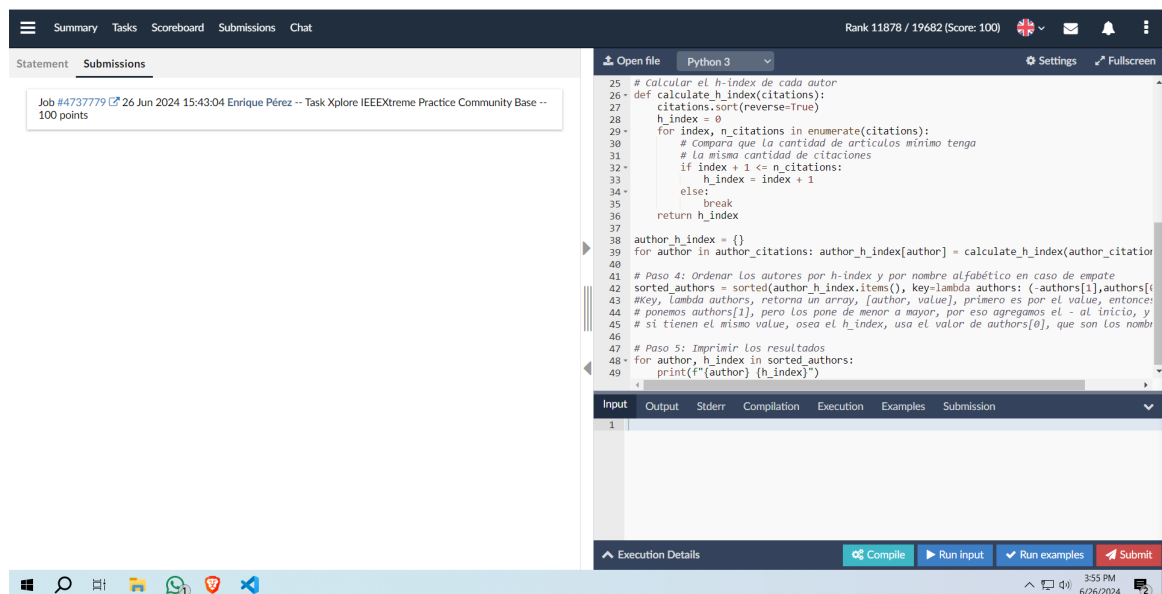 Summary Tasks Scoreboard Submissions Chat
Rank 11878 / 19682 (Score: 100)
Statement Submissions
Job #4737779 26 Jun 2024 15:43:04 Enrique Pérez -- Task Xplore IEEEXtreme Practice Community Base --
100 points
Open file Python 3 Settings Fullscreen
25 # Calcular el h-index de cada autor
26 def calculate_h_index(citations):
27 citations.sort(reverse=True)
28 h_index = 0
29 for index, n_citations in enumerate(citations):
30 # Compara que la cantidad de articulos minimo tenga
31 # la misma cantidad de citaciones
32 if index + 1 <= n_citations:
33 h_index = index + 1
34 else:
35 break
36 return h_index
37
38 author_h_index = {}
39 for author in author_citations: author_h_index[author] = calculate_h_index(author_citation
40
41 # Paso 4: Ordenar los autores por h-index y por nombre alfabético en caso de empate
42 sorted_authors = sorted(author_h_index.items(), key=lambda authors: (-authors[1],authors[
43 #Key, lambda authors, retorna un array, [author, value], primero es por el value, entonces
44 # ponemos authors[1], pero los pone de menor a mayor, por eso agregamos el - al inicio, y
45 # si tienen el mismo value, osea el h_index, usa el valor de authors[0], que son los nombr
46
47 # Paso 5: Imprimir los resultados
48 for author, h_index in sorted_authors:
49 print(f"{author} {h_index}")
Input Output Stderr Compilation Execution Examples Submission
1
Execution Details Compile Run input Run examples Submit
3:55 PM
6/26/2024